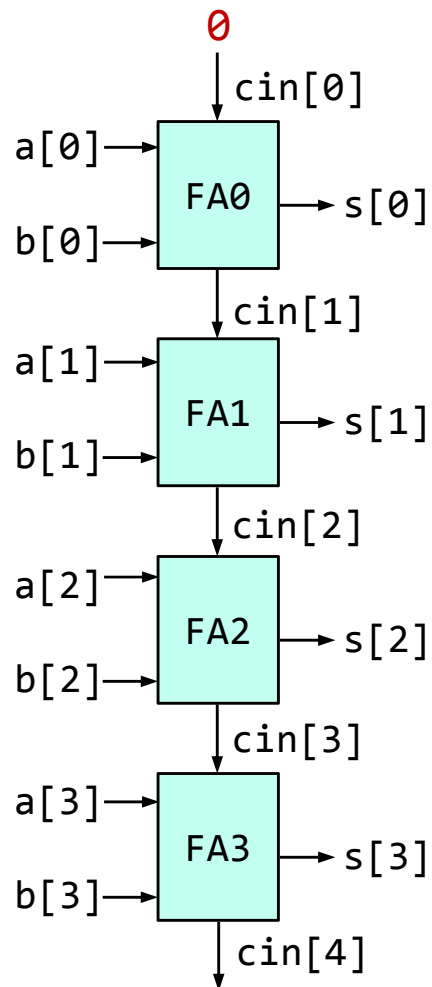 0
cin[0]
a[0]
FA0
s[0]
b[0]
cin[1]
a[1]
FA1
s[1]
b[1]
cin[2]
a[2]
FA2
s[2]
b[2]
cin[3]
a[3]
FA3
s[3]
b[3]
cin[4]